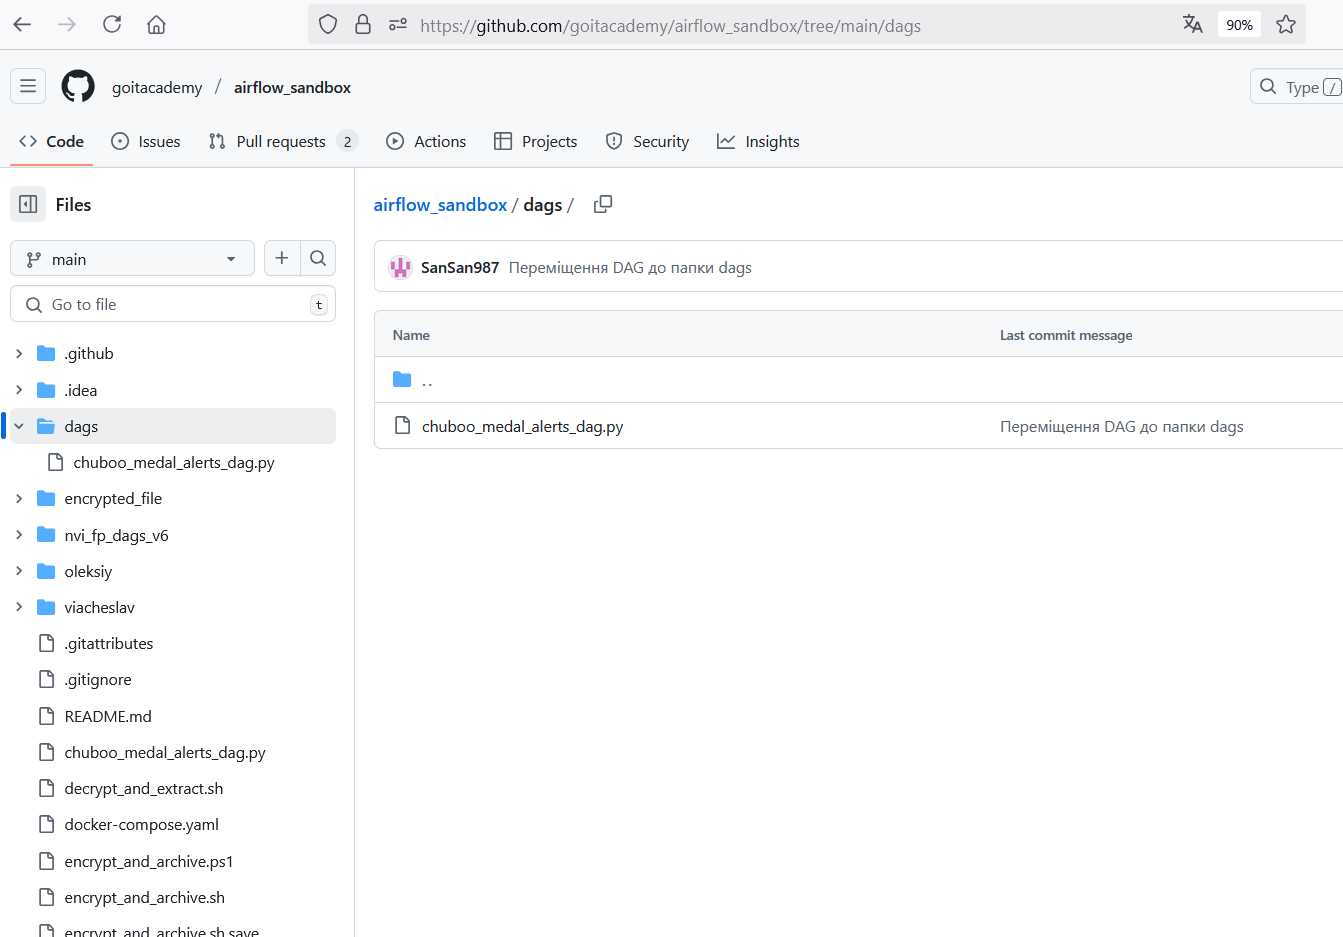 https://github.com/goitacademy/airflow_sandbox/tree/main/dags
90%
goitacademy / airflow_sandbox
Type /
Code
Issues
Pull requests 2
Actions
Projects
Security
Insights
Files
main
Go to file
t
.github
.idea
dags
chuboo_medal_alerts_dag.py
encrypted_file
nvi_fp_dags_v6
oleksiy
viacheslav
.gitattributes
.gitignore
README.md
chuboo_medal_alerts_dag.py
decrypt_and_extract.sh
docker-compose.yaml
encrypt_and_archive.ps1
encrypt_and_archive.sh
encrypt_and_archive.sh.save
airflow_sandbox / dags /
SanSan987 Переміщення DAG до папки dags
Name Last commit message
..
chuboo_medal_alerts_dag.py Переміщення DAG до папки dags